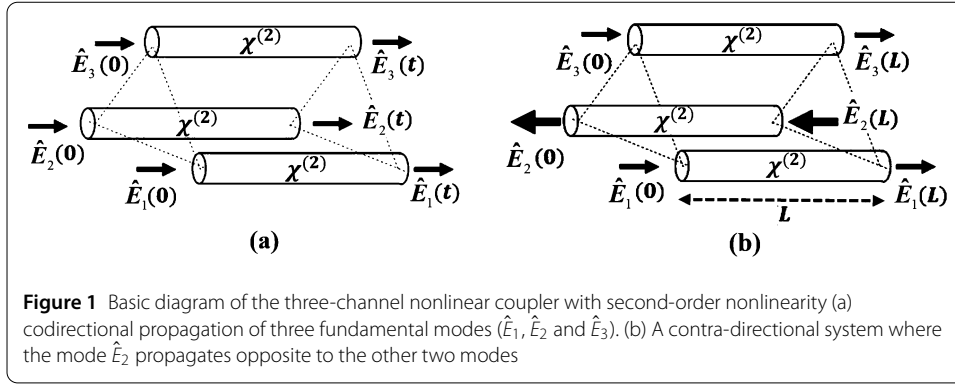 χ⁽²⁾
Ê₃(0) Ê₃(t)
χ⁽²⁾
Ê₂(0) Ê₂(t)
χ⁽²⁾
Ê₁(0) Ê₁(t)
(a)
χ⁽²⁾
Ê₃(0) Ê₃(L)
χ⁽²⁾
Ê₂(0) Ê₂(L)
χ⁽²⁾
Ê₁(0) Ê₁(L)
L
(b)
Figure 1 Basic diagram of the three-channel nonlinear coupler with second-order nonlinearity (a)
codirectional propagation of three fundamental modes (Ê₁, Ê₂ and Ê₃). (b) A contra-directional system where
the mode Ê₂ propagates opposite to the other two modes